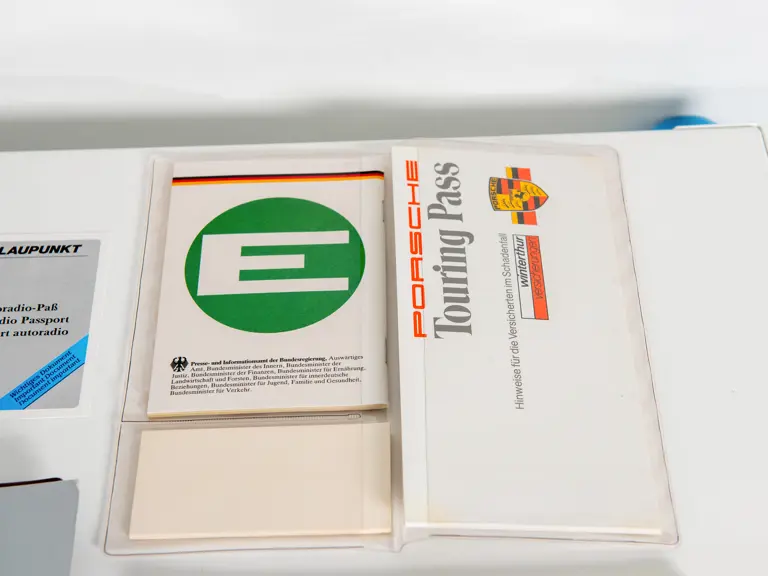 LAUPUNKT
oradio-Paß
dio Passport
rt autoradio
Wichtiges Dokument
Important Document
Document important
E
Presse- und Informationsamt der Bundesregierung, Auswärtiges
Amt, Bundesminister des Innern, Bundesminister der
Justiz, Bundesminister der Finanzen, Bundesminister für Ernährung,
Landwirtschaft und Forsten, Bundesminister für innerdeutsche
Beziehungen, Bundesminister für Jugend, Familie und Gesundheit,
Bundesminister für Verkehr.
PORSCHE
Touring Pass
PORSCHE
Hinweise für die Versicherten im Schadenfall
winterthur
versicherungen